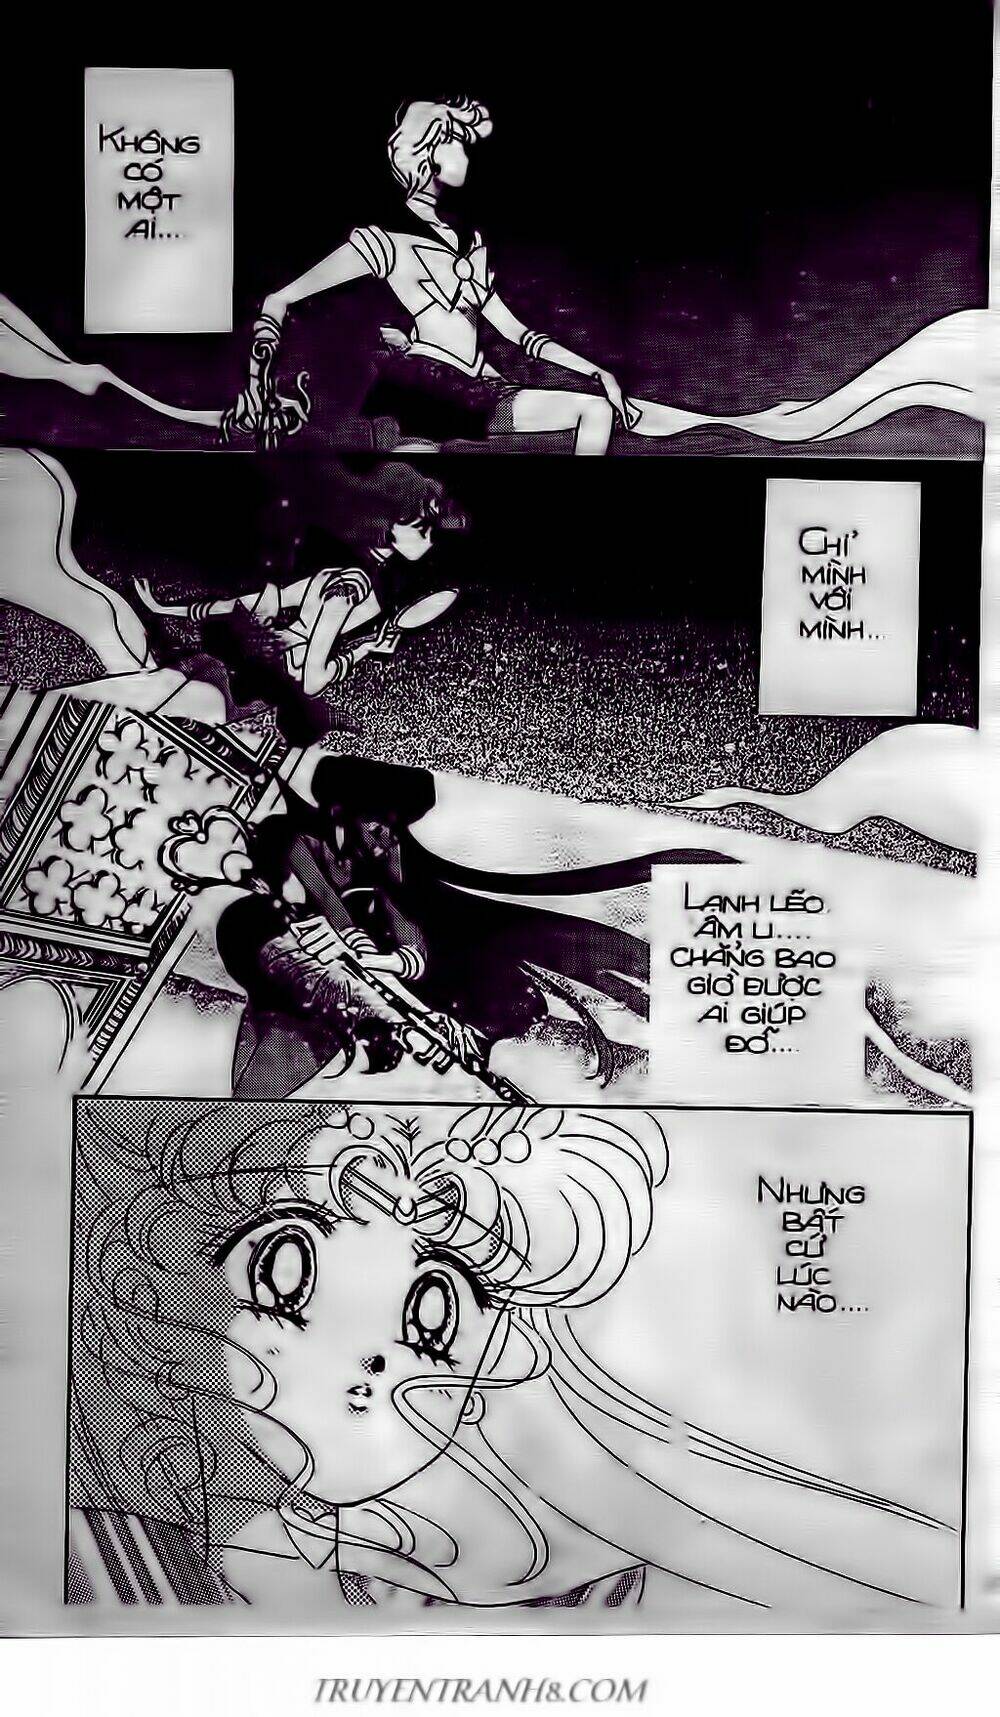 KHÔNG
CÓ
MỘT
AI....
CHỈ
MÌNH
VỚI
MÌNH...
LẠNH LẼO,
ÂM U....
CHẲNG BAO
GIỜ ĐƯỢC
AI GIÚP
ĐỠ....
NHƯNG
BẤT
CỨ
LÚC
NÀO....
TRUYENTRANH8.COM